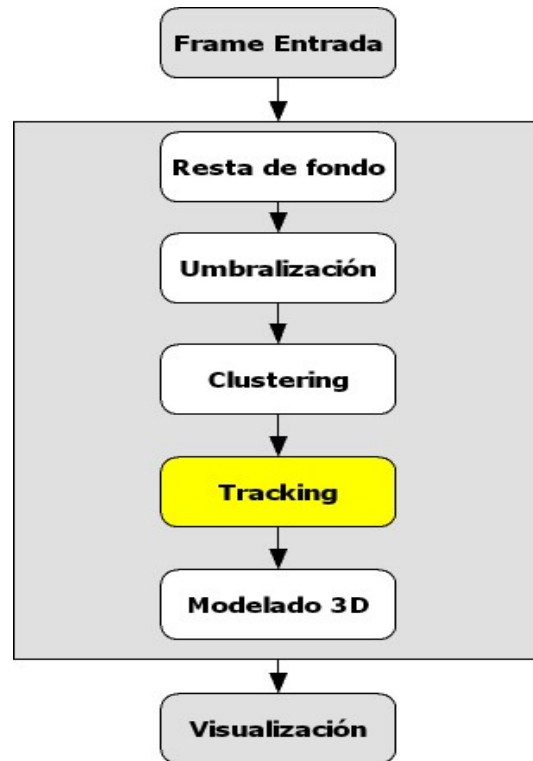 Frame Entrada
Resta de fondo
Umbralización
Clustering
Tracking
Modelado 3D
Visualización